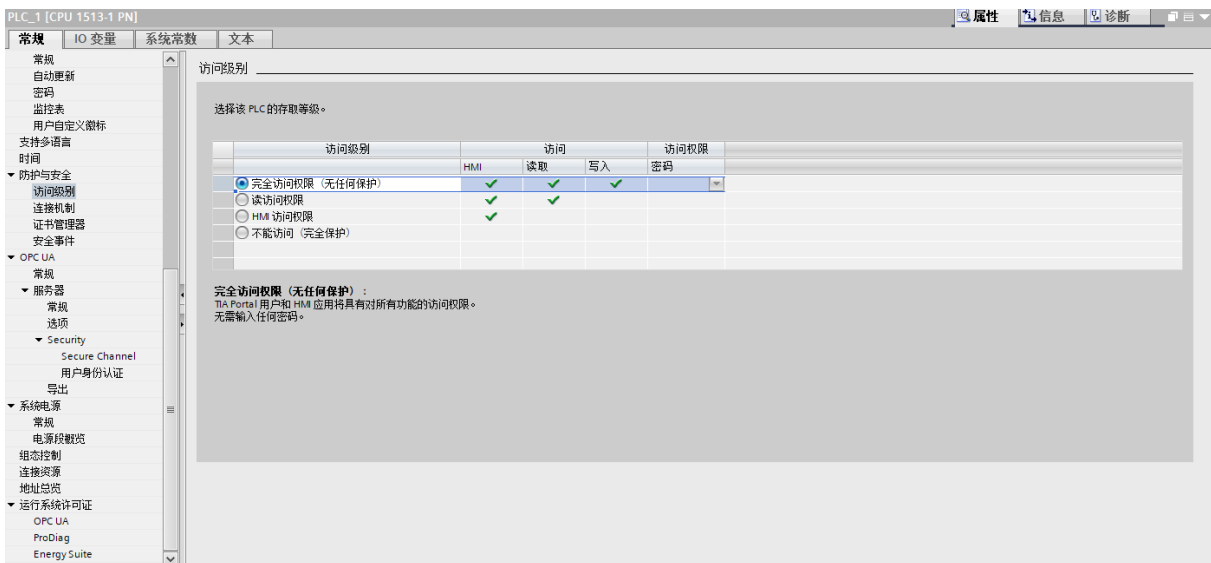 PLC_1 [CPU 1513-1 PN]
属性 信息 诊断
常规 IO 变量 系统常数 文本
常规
自动更新
密码
监控表
用户自定义徽标
支持多语言
时间
防护与安全
访问级别
连接机制
证书管理器
安全事件
OPC UA
常规
服务器
常规
选项
Security
Secure Channel
用户身份认证
导出
系统电源
常规
电源段概览
组态控制
连接资源
地址总览
运行系统许可证
OPC UA
ProDiag
Energy Suite
访问级别
选择该 PLC的存取等级。
访问级别 访问 访问权限
HMI 读取 写入 密码
完全访问权限（无任何保护）
读访问权限
HMI 访问权限
不能访问（完全保护）
完全访问权限（无任何保护）：
TIA Portal 用户和 HMI 应用将具有对所有功能的访问权限。
无需输入任何密码。